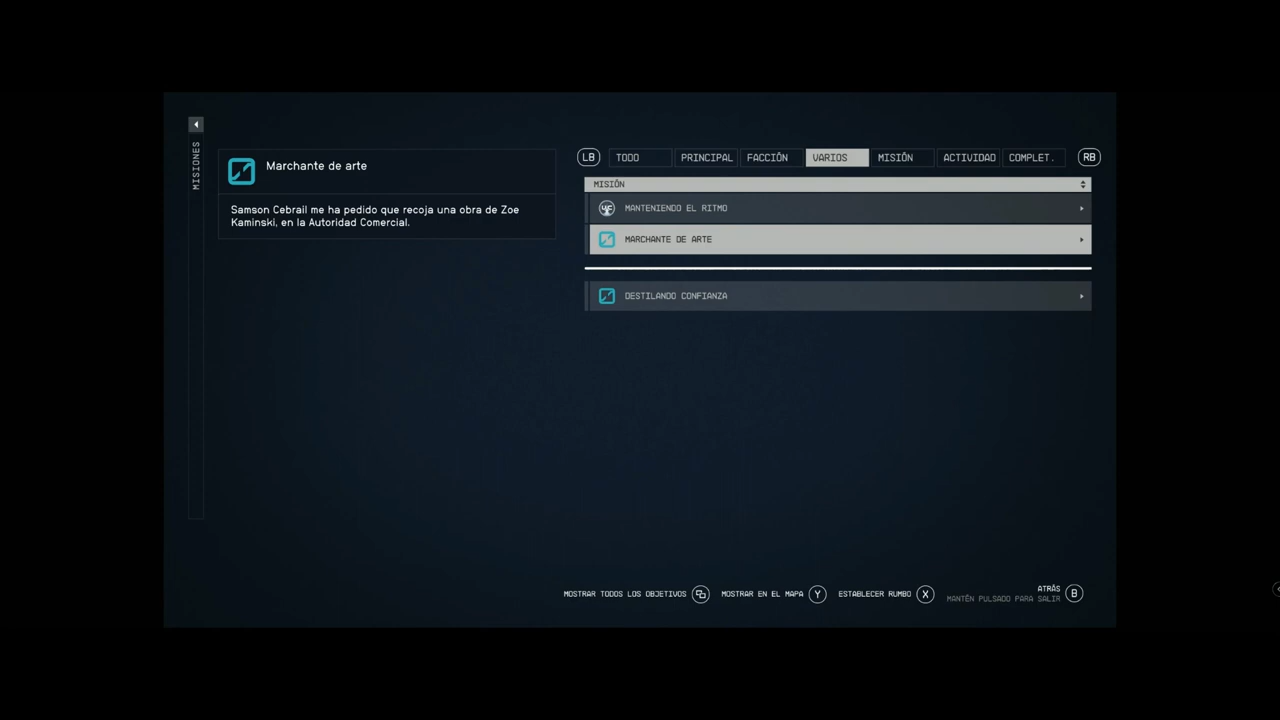 MISIONES
Marchante de arte
Samson Cebrail me ha pedido que recoja una obra de Zoe
Kaminski, en la Autoridad Comercial.
LB TODO PRINCIPAL FACCIÓN VARIOS MISIÓN ACTIVIDAD COMPLET. RB
MISIÓN
MANTENIENDO EL RITMO
MARCHANTE DE ARTE
DESTILANDO CONFIANZA
MOSTRAR TODOS LOS OBJETIVOS MOSTRAR EN EL MAPA Y ESTABLECER RUMBO X ATRÁS B
MANTÉN PULSADO PARA SALIR